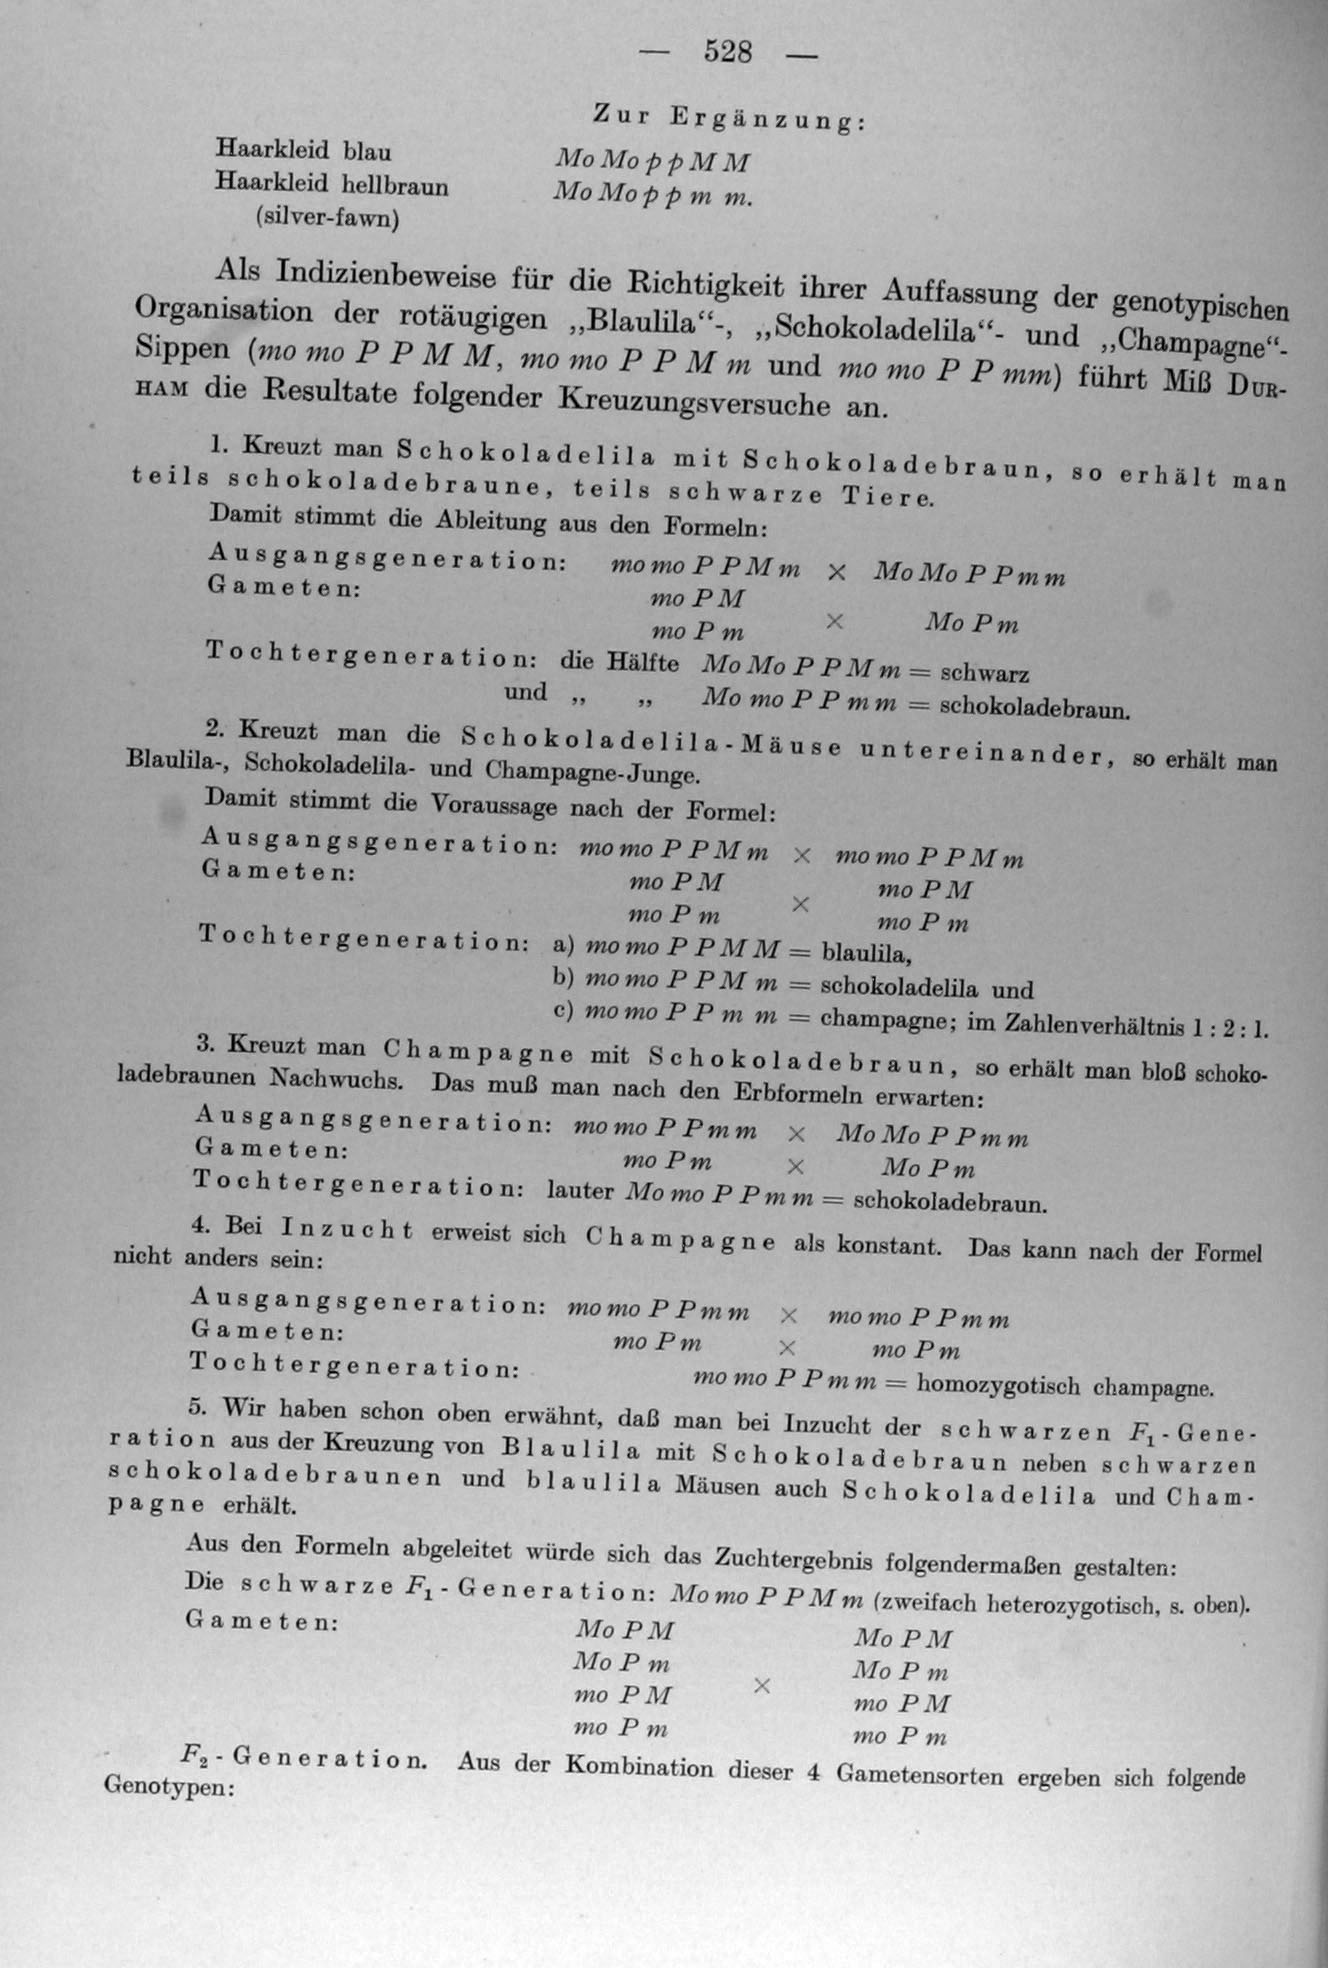 — 528 —
Zur Ergänzung:
Haarkleid blau Mo Mo p p M M
Haarkleid hellbraun Mo Mo p p m m.
(silver-fawn)
Als Indizienbeweise für die Richtigkeit ihrer Auffassung der genotypischen
Organisation der rotäugigen „Blaulila“-, „Schokoladelila“- und „Champagne“-
Sippen (mo mo P P M M, mo mo P P M m und mo mo P P mm) führt Miß DUR-
HAM die Resultate folgender Kreuzungsversuche an.
1. Kreuzt man Schokoladelila mit Schokoladebraun, so erhält man
teils schokoladebraune, teils schwarze Tiere.
Damit stimmt die Ableitung aus den Formeln:
Ausgangsgeneration: mo mo P P M m × Mo Mo P P m m
Gameten: mo P M
× Mo P m
mo P m
Tochtergeneration: die Hälfte Mo Mo P P M m = schwarz
und „ „ Mo mo P P m m = schokoladebraun.
2. Kreuzt man die Schokoladelila-Mäuse untereinander, so erhält man
Blaulila-, Schokoladelila- und Champagne-Junge.
Damit stimmt die Voraussage nach der Formel:
Ausgangsgeneration: mo mo P P M m × mo mo P P M m
Gameten: mo P M mo P M
×
mo P m mo P m
Tochtergeneration: a) mo mo P P M M = blaulila,
b) mo mo P P M m = schokoladelila und
c) mo mo P P m m = champagne; im Zahlenverhältnis 1 : 2 : 1.
3. Kreuzt man Champagne mit Schokoladebraun, so erhält man bloß schoko-
ladebraunen Nachwuchs. Das muß man nach den Erbformeln erwarten:
Ausgangsgeneration: mo mo P P m m × Mo Mo P P m m
Gameten: mo P m × Mo P m
Tochtergeneration: lauter Mo mo P P m m = schokoladebraun.
4. Bei Inzucht erweist sich Champagne als konstant. Das kann nach der Formel
nicht anders sein:
Ausgangsgeneration: mo mo P P m m × mo mo P P m m
Gameten: mo P m × mo P m
Tochtergeneration: mo mo P P m m = homozygotisch champagne.
5. Wir haben schon oben erwähnt, daß man bei Inzucht der schwarzen F₁-Gene-
ration aus der Kreuzung von Blaulila mit Schokoladebraun neben schwarzen
schokoladebraunen und blaulila Mäusen auch Schokoladelila und Cham-
pagne erhält.
Aus den Formeln abgeleitet würde sich das Zuchtergebnis folgendermaßen gestalten:
Die schwarze F₁-Generation: Mo mo P P M m (zweifach heterozygotisch, s. oben).
Gameten: Mo P M Mo P M
Mo P m Mo P m
×
mo P M mo P M
mo P m mo P m
F₂-Generation. Aus der Kombination dieser 4 Gametensorten ergeben sich folgende
Genotypen: